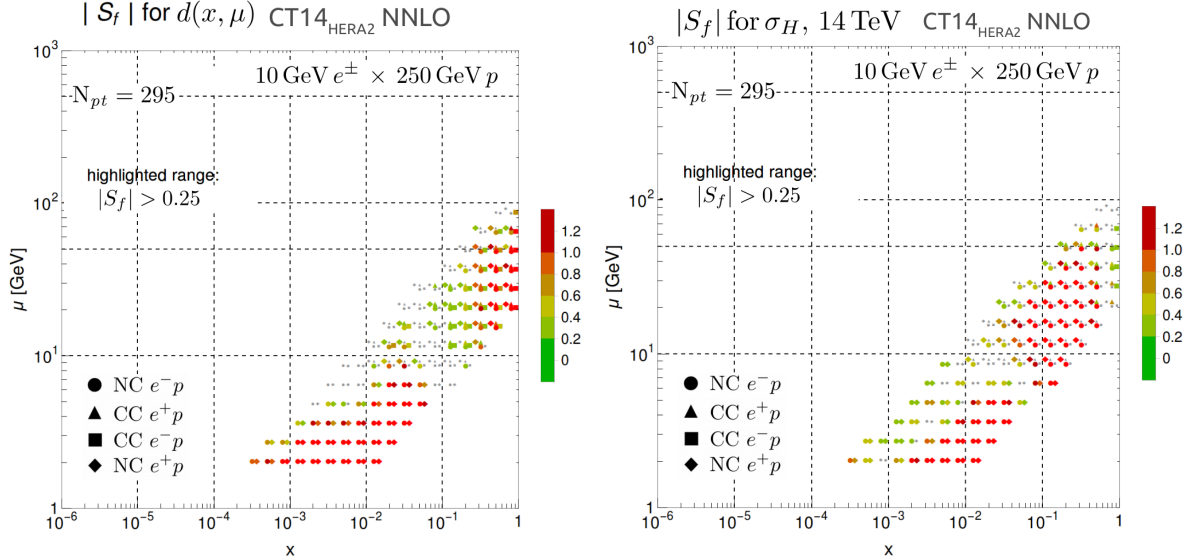 | S_f | for d(x, μ) CT14_HERA2 NNLO
10 GeV e^± × 250 GeV p
N_pt = 295
highlighted range:
|S_f| > 0.25
μ [GeV]
10^3
10^2
10^1
1
NC e^−p
CC e^+p
CC e^−p
NC e^+p
10^−6 10^−5 10^−4 10^−3 10^−2 10^−1 1
x
1.2
1.0
0.8
0.6
0.4
0.2
0
|S_f| for σ_H, 14 TeV CT14_HERA2 NNLO
10 GeV e^± × 250 GeV p
N_pt = 295
highlighted range:
|S_f| > 0.25
μ [GeV]
10^3
10^2
10^1
1
NC e^−p
CC e^+p
CC e^−p
NC e^+p
10^−6 10^−5 10^−4 10^−3 10^−2 10^−1 1
x
1.2
1.0
0.8
0.6
0.4
0.2
0